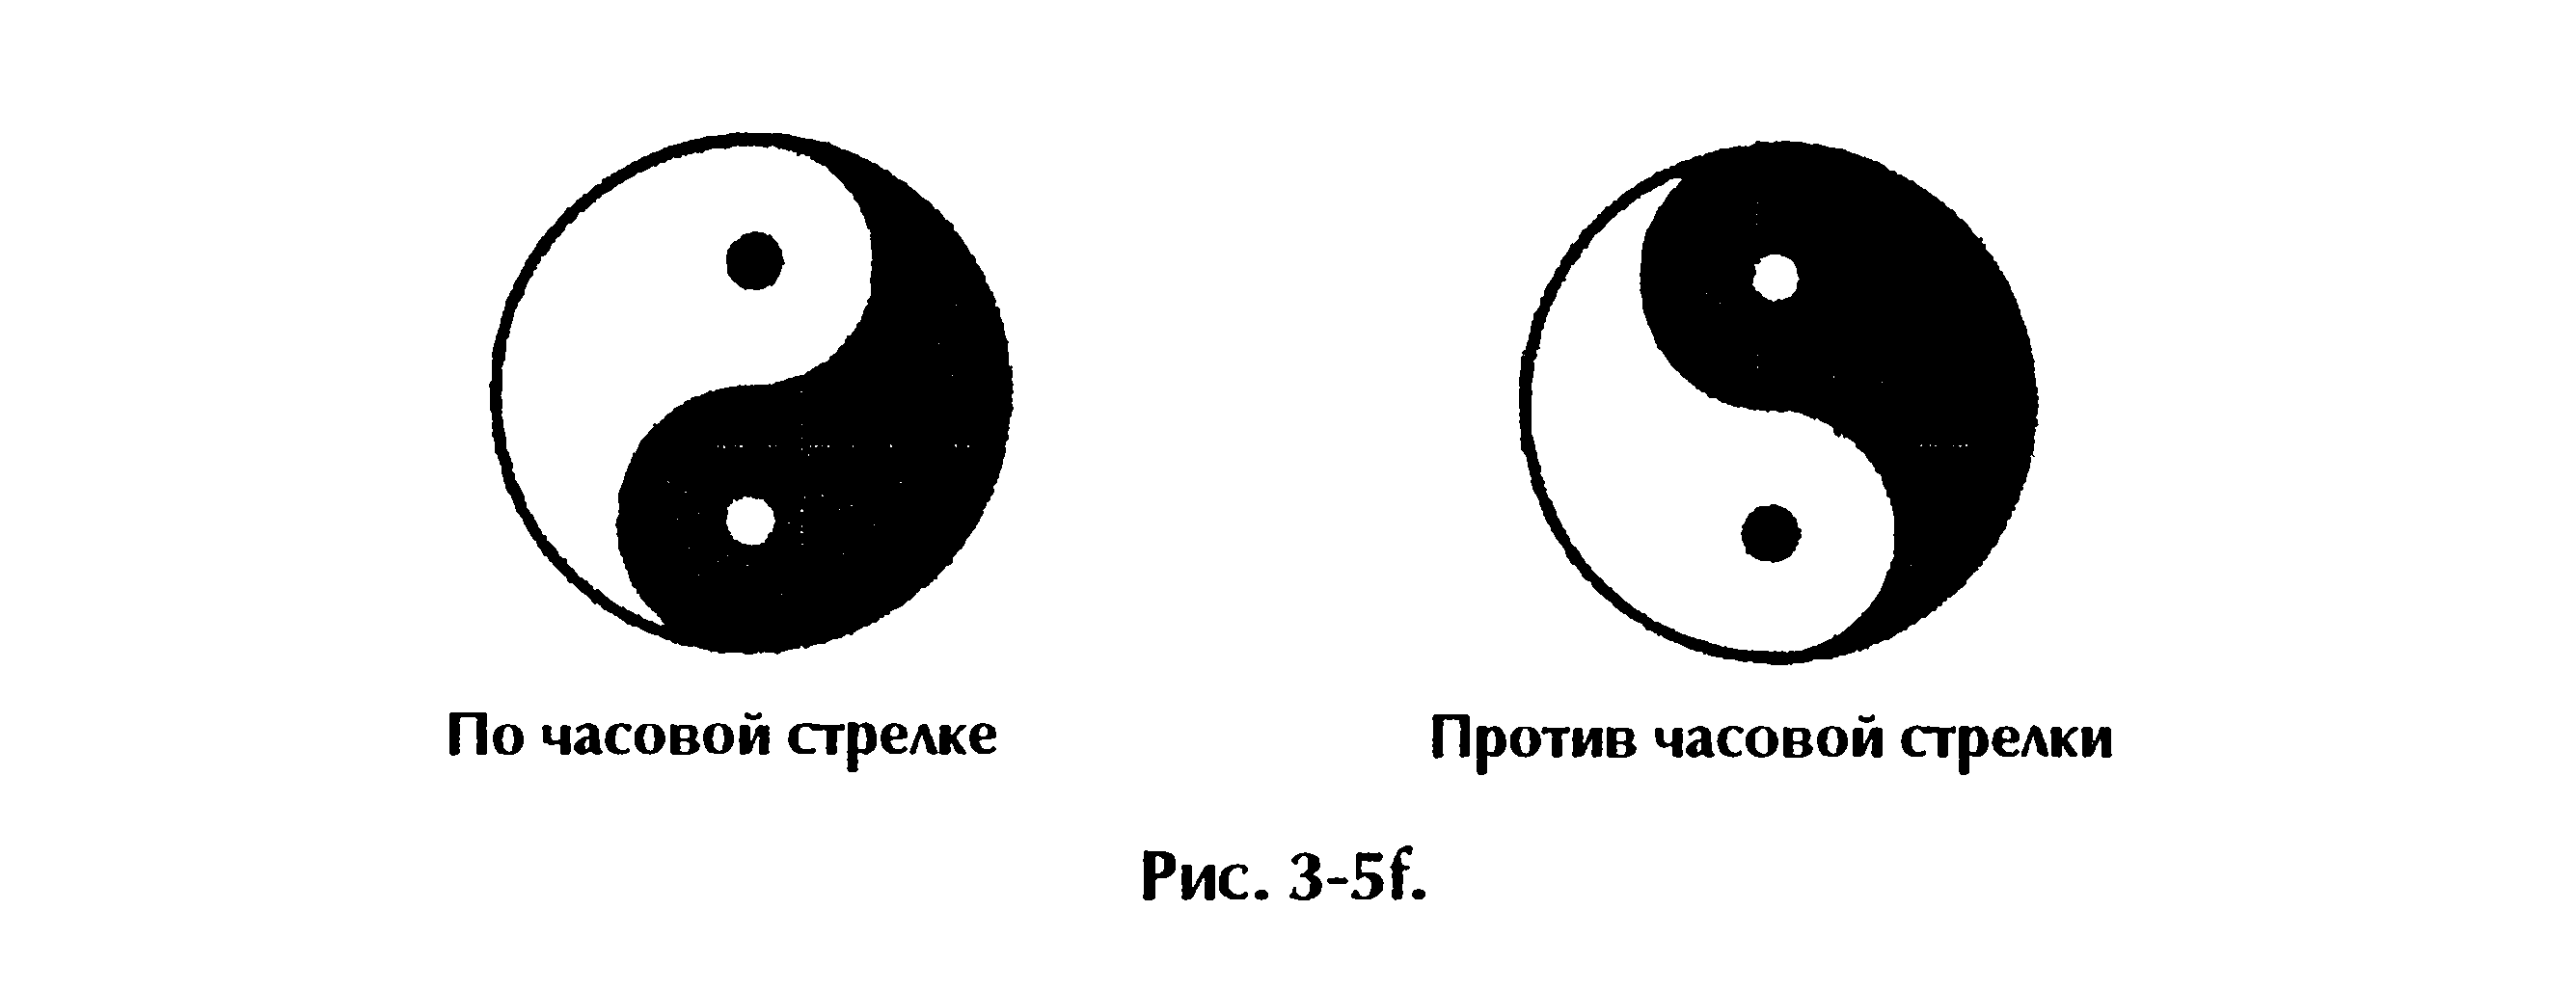 По часовой стрелке
Против часовой стрелки
Рис. 3-5f.